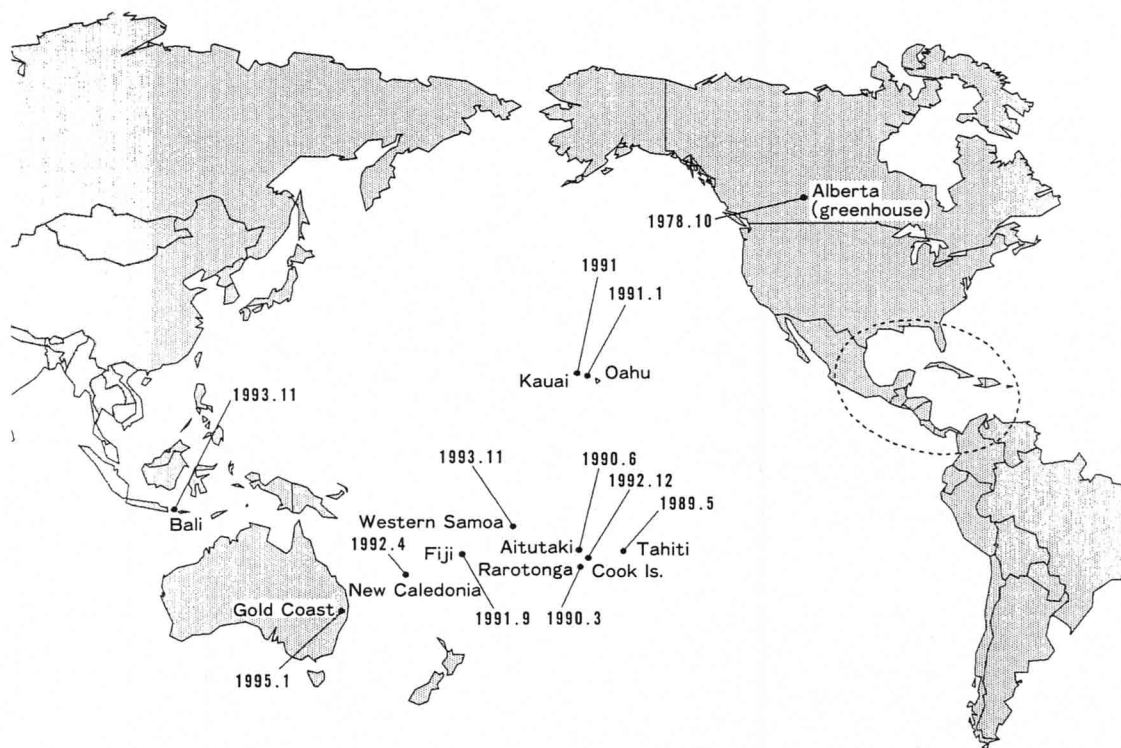 Alberta
(greenhouse)
1978.10
1991
1991.1
Kauai
Oahu
1993.11
Bali
1993.11
1990.6
1992.12
1989.5
Western Samoa
1992.4
Fiji
Aitutaki
Tahiti
Rarotonga
Cook Is.
New Caledonia
Gold Coast
1991.9
1990.3
1995.1